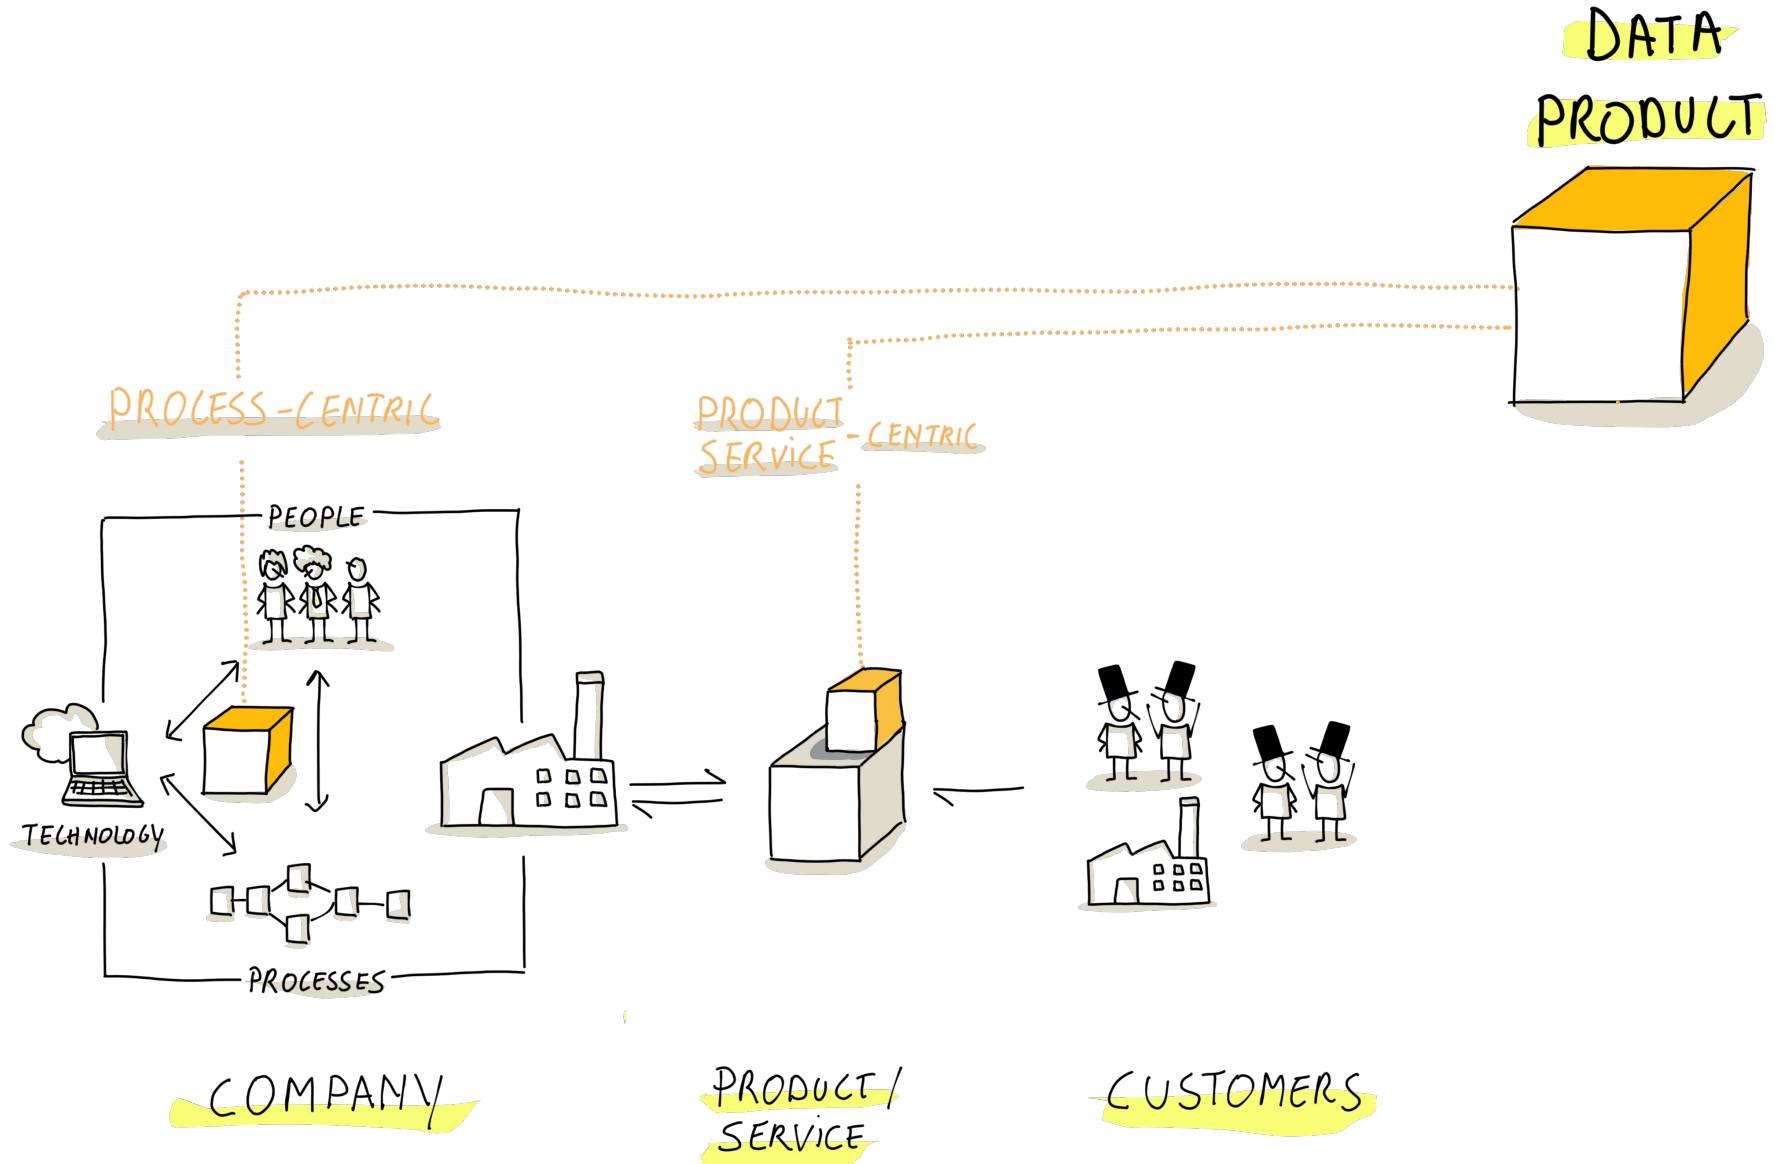 DATA
PRODUCT
PROCESS-CENTRIC
PRODUCT
SERViCE
-CENTRIC
PEOPLE
TECHNOLOGY
PROCESSES
COMPANY
PRODUCT/
SERViCE
CUSTOMERS